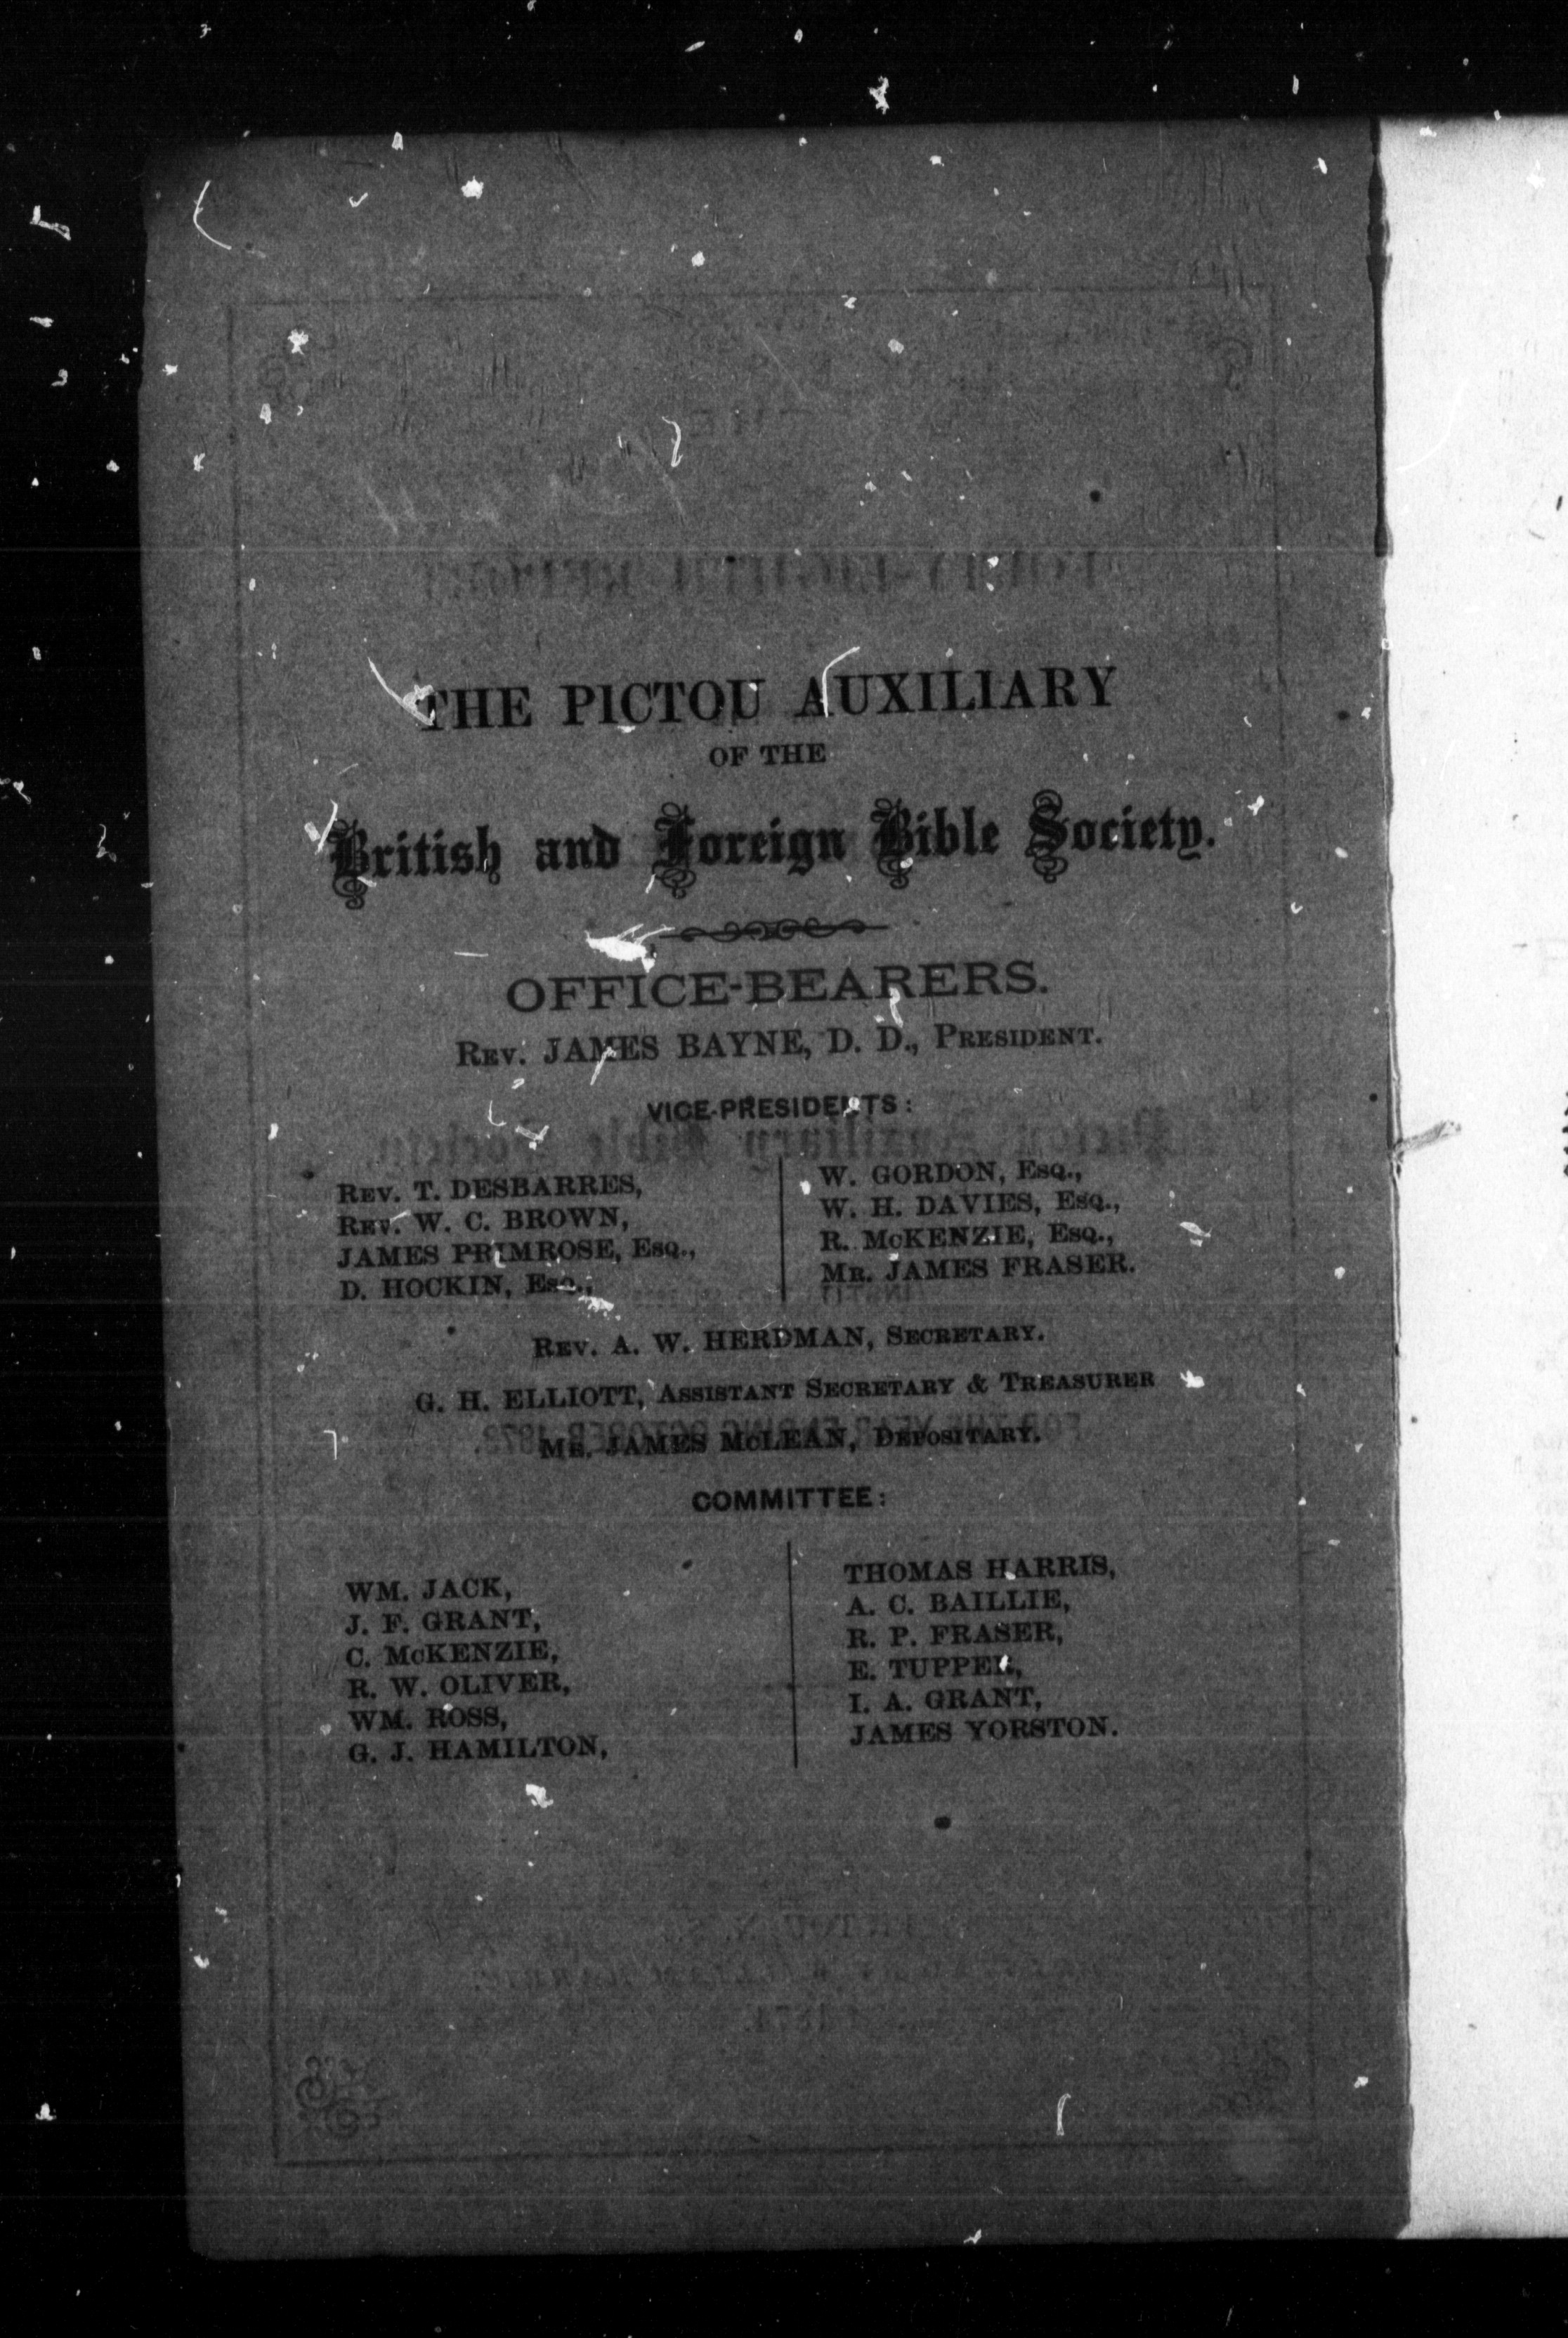 THE PICTOU AUXILIARY
OF THE
British and Foreign Bible Society.
OFFICE-BEARERS.
REV. JAMES BAYNE, D. D., PRESIDENT.
VICE-PRESIDENTS:
REV. T. DESBARRES,
REV. W. C. BROWN,
JAMES PRIMROSE, ESQ.,
D. HOCKIN, ESQ.,
W. GORDON, ESQ.,
W. H. DAVIES, ESQ.,
R. McKENZIE, ESQ.,
MR. JAMES FRASER.
REV. A. W. HERDMAN, SECRETARY.
G. H. ELLIOTT, ASSISTANT SECRETARY & TREASURER
MR. JAMES McLEAN, DEPOSITARY.
COMMITTEE:
WM. JACK,
J. F. GRANT,
C. McKENZIE,
R. W. OLIVER,
WM. ROSS,
G. J. HAMILTON,
THOMAS HARRIS,
A. C. BAILLIE,
R. P. FRASER,
E. TUPPER,
I. A. GRANT,
JAMES YORSTON.